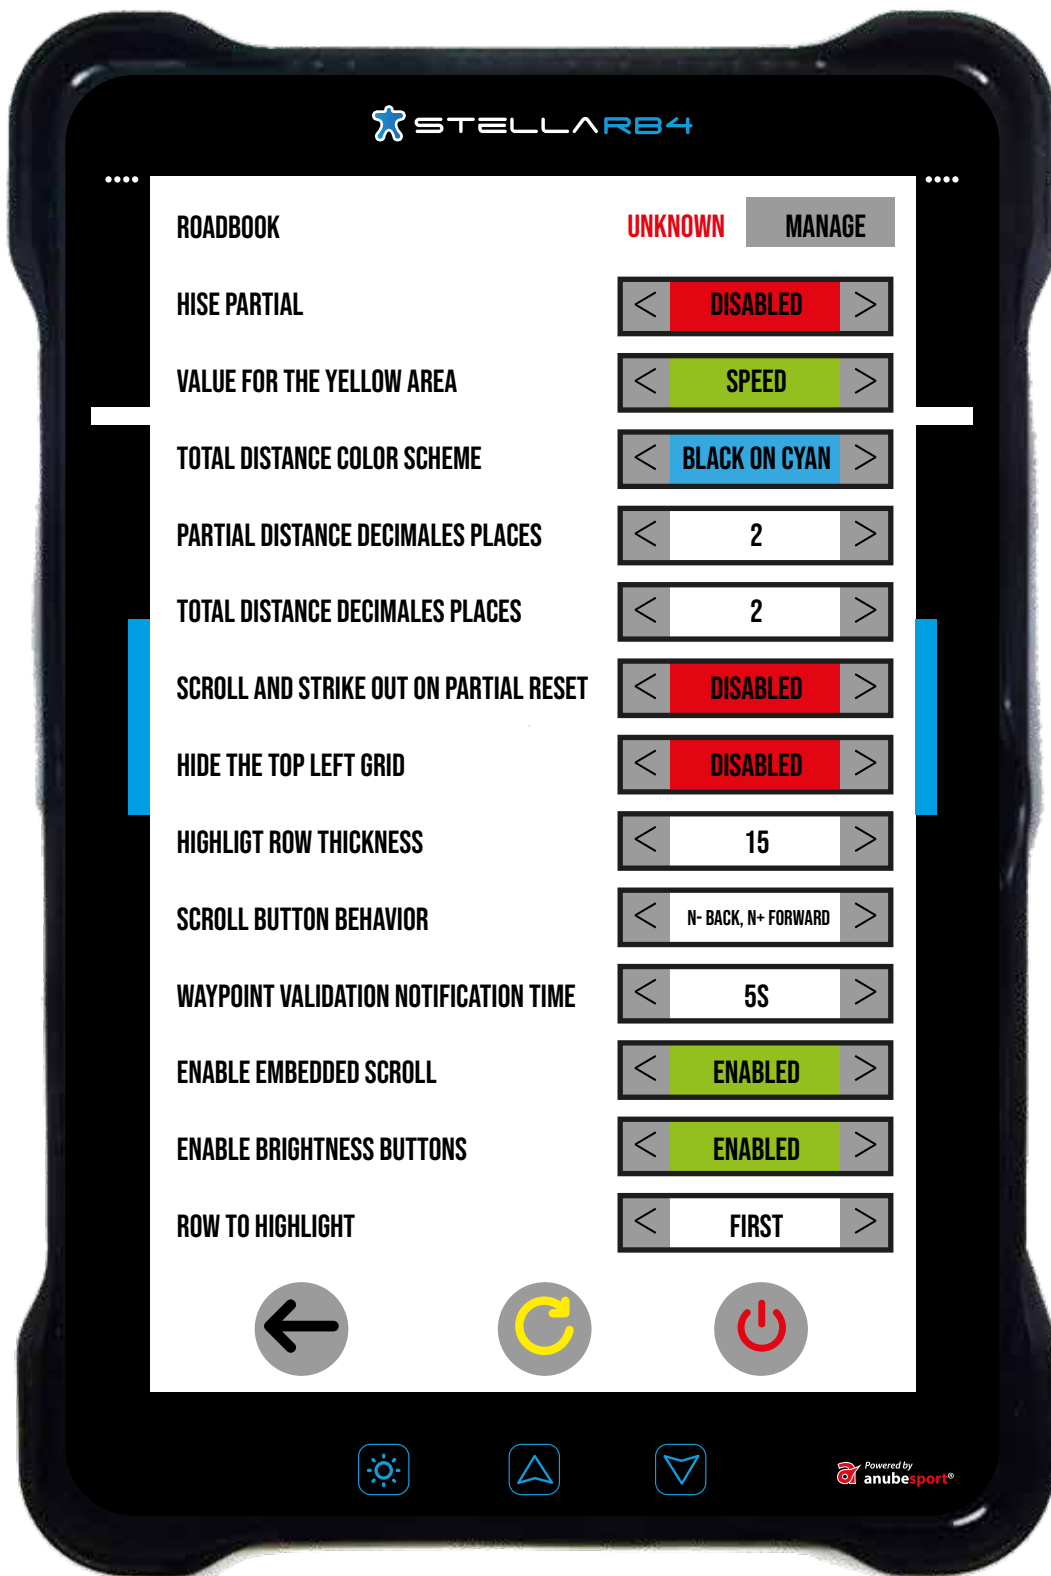 STELLARB4
ROADBOOK UNKNOWN MANAGE
HISE PARTIAL < DISABLED >
VALUE FOR THE YELLOW AREA < SPEED >
TOTAL DISTANCE COLOR SCHEME < BLACK ON CYAN >
PARTIAL DISTANCE DECIMALES PLACES < 2 >
TOTAL DISTANCE DECIMALES PLACES < 2 >
SCROLL AND STRIKE OUT ON PARTIAL RESET < DISABLED >
HIDE THE TOP LEFT GRID < DISABLED >
HIGHLIGT ROW THICKNESS < 15 >
SCROLL BUTTON BEHAVIOR < N- BACK, N+ FORWARD >
WAYPOINT VALIDATION NOTIFICATION TIME < 5S >
ENABLE EMBEDDED SCROLL < ENABLED >
ENABLE BRIGHTNESS BUTTONS < ENABLED >
ROW TO HIGHLIGHT < FIRST >
Powered by
anubesport®